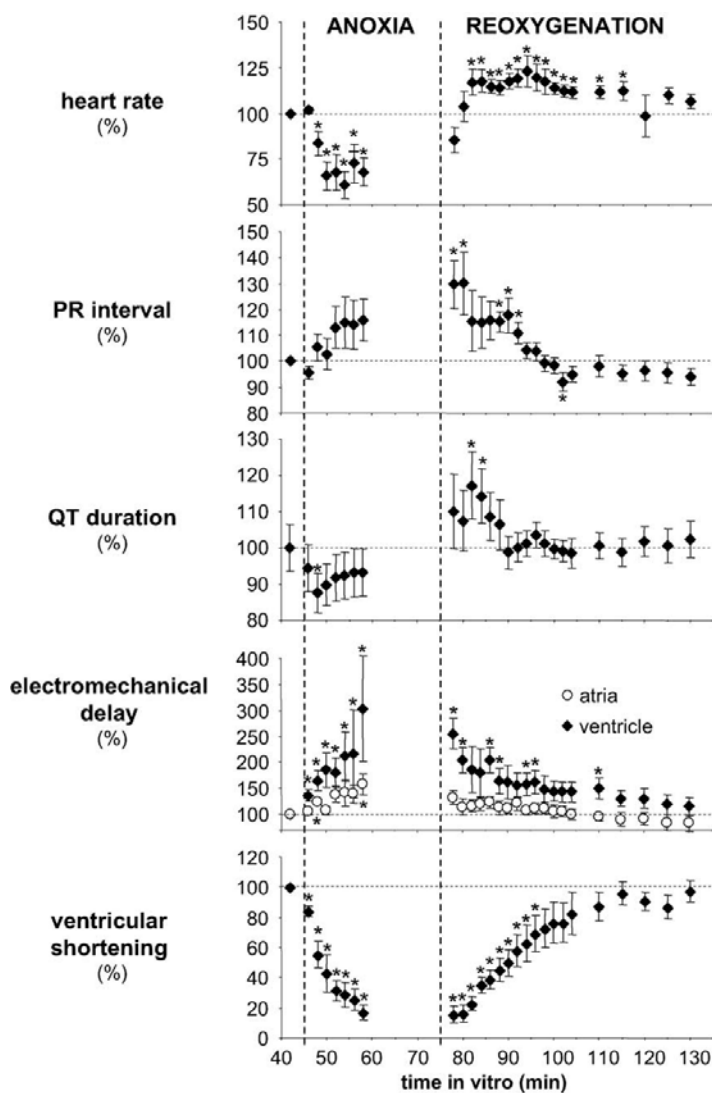 ANOXIA REOXYGENATION
heart rate
(%)
150
125
100
75
50
* * * * * *
* * * * * * * * * * * * * *
PR interval
(%)
150
140
130
120
110
100
90
80
* * * * * *
QT duration
(%)
130
120
110
100
90
80
* * *
electromechanical
delay
(%)
400
350
300
250
200
150
100
atria
ventricle
ventricular
shortening
(%)
120
100
80
60
40
20
0
40 50 60 70 80 90 100 110 120 130
time in vitro (min)